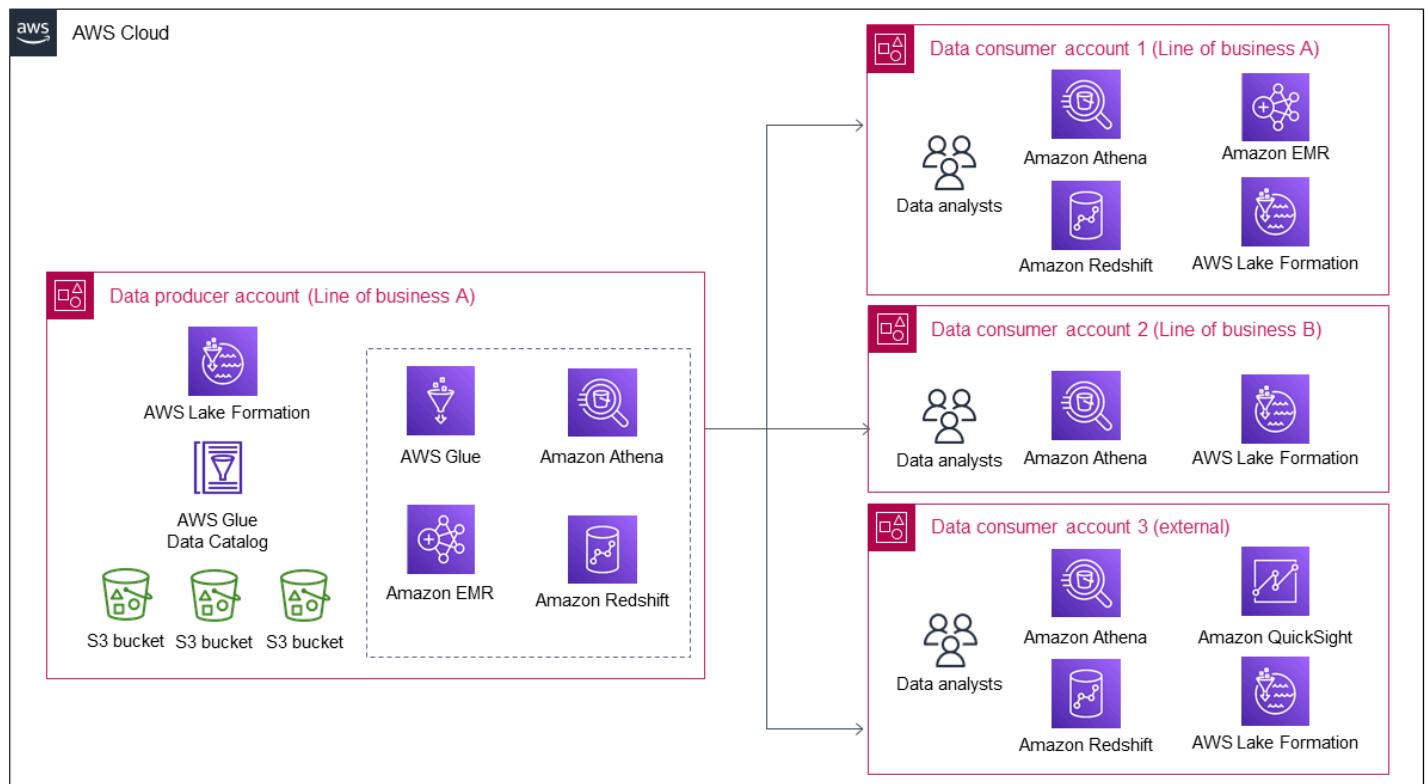 aws
AWS Cloud
Data producer account (Line of business A)
AWS Lake Formation
AWS Glue
Data Catalog
S3 bucket
S3 bucket
S3 bucket
AWS Glue
Amazon Athena
Amazon EMR
Amazon Redshift
Data consumer account 1 (Line of business A)
Data analysts
Amazon Athena
Amazon EMR
Amazon Redshift
AWS Lake Formation
Data consumer account 2 (Line of business B)
Data analysts
Amazon Athena
AWS Lake Formation
Data consumer account 3 (external)
Data analysts
Amazon Athena
Amazon QuickSight
Amazon Redshift
AWS Lake Formation